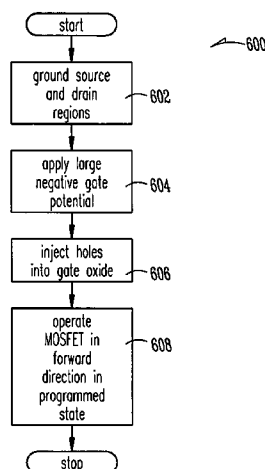 start
600
ground source
and drain
regions
602
apply large
negative gate
potential
604
inject holes
into gate oxide
606
operate
MOSFET in
forward
direction in
programmed
state
608
stop